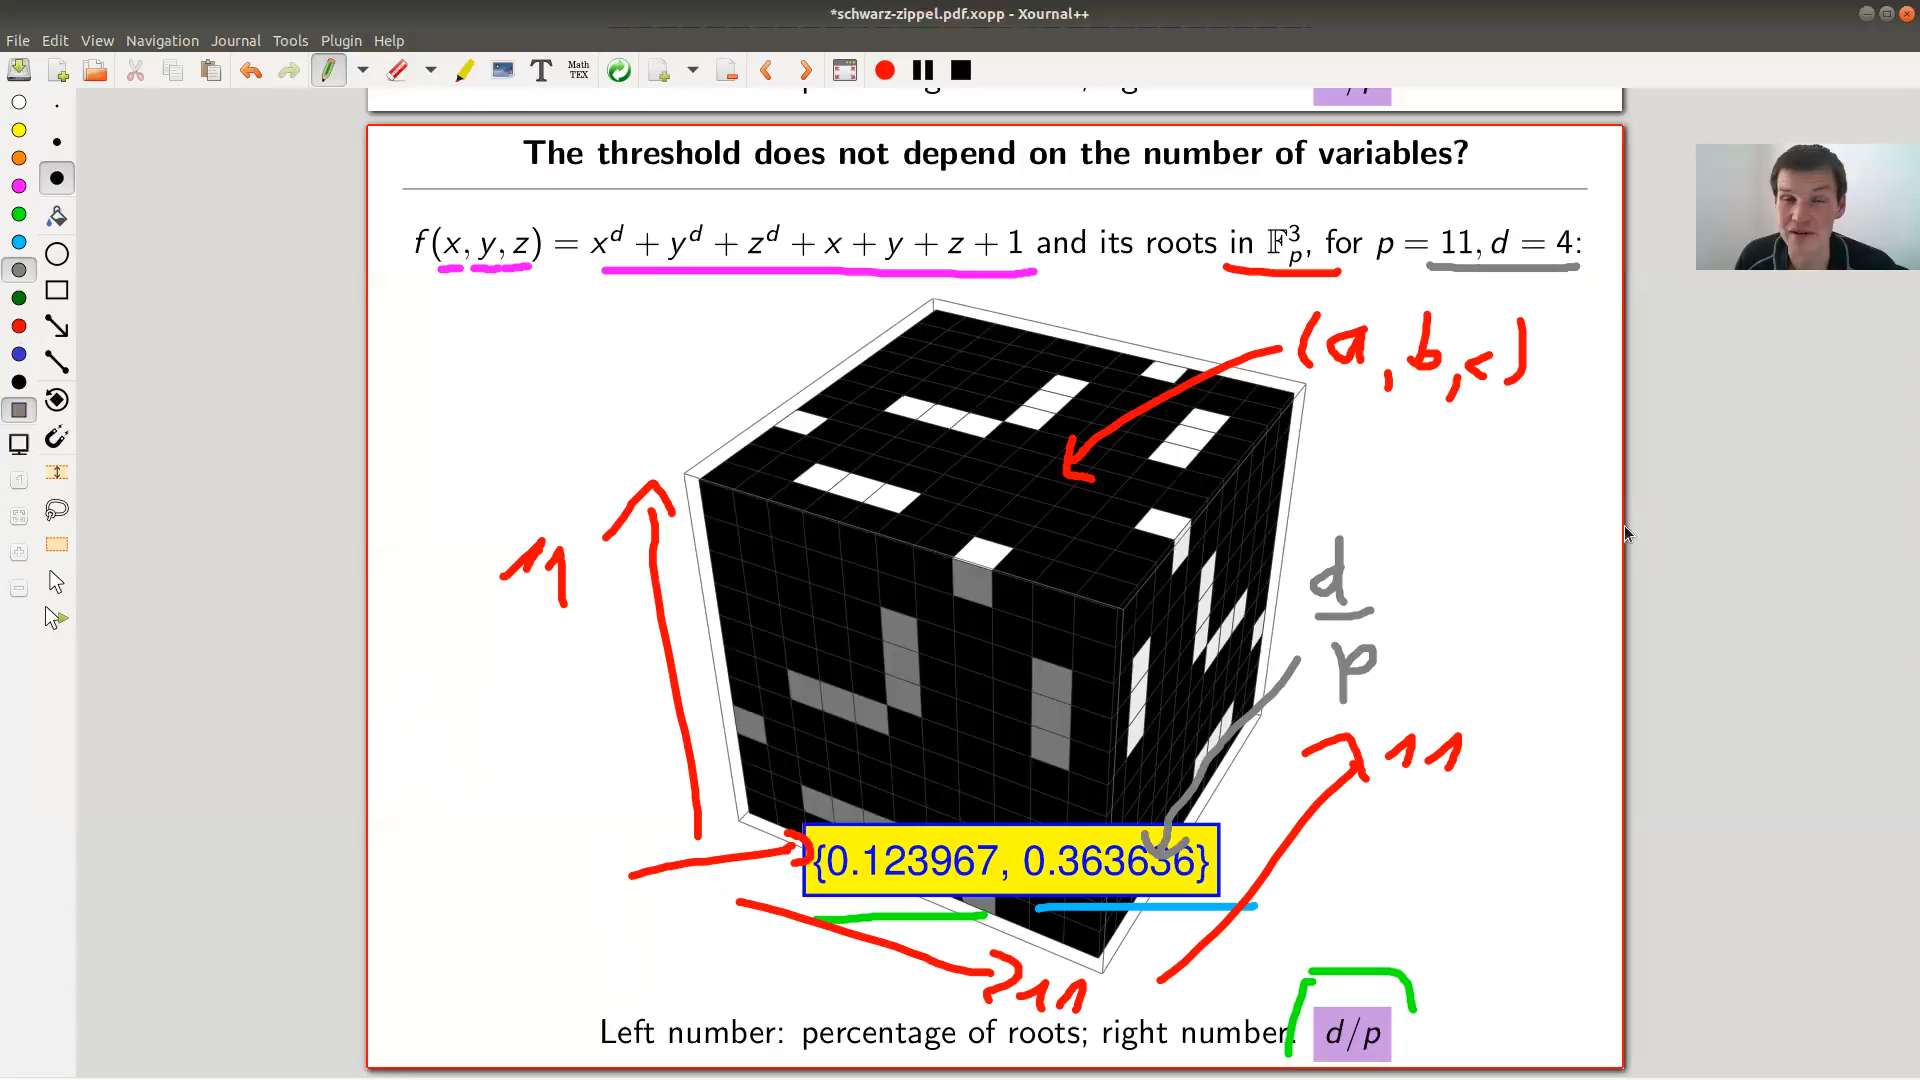 *schwarz-zippel.pdf.xopp - Xournal++
File Edit View Navigation Journal Tools Plugin Help
Math TEX
The threshold does not depend on the number of variables?
f(x, y, z) = x^d + y^d + z^d + x + y + z + 1 and its roots in 𝔽_p^3, for p = 11, d = 4:
(a, b, c)
11
d/p
11
{0.123967, 0.363636}
11
Left number: percentage of roots; right number: d/p